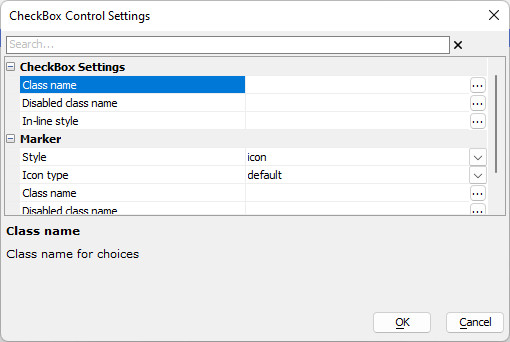 CheckBox Control Settings
Search...
CheckBox Settings
Class name
Disabled class name
In-line style
Marker
Style icon
Icon type default
Class name
Disabled class name
Class name
Class name for choices
OK Cancel